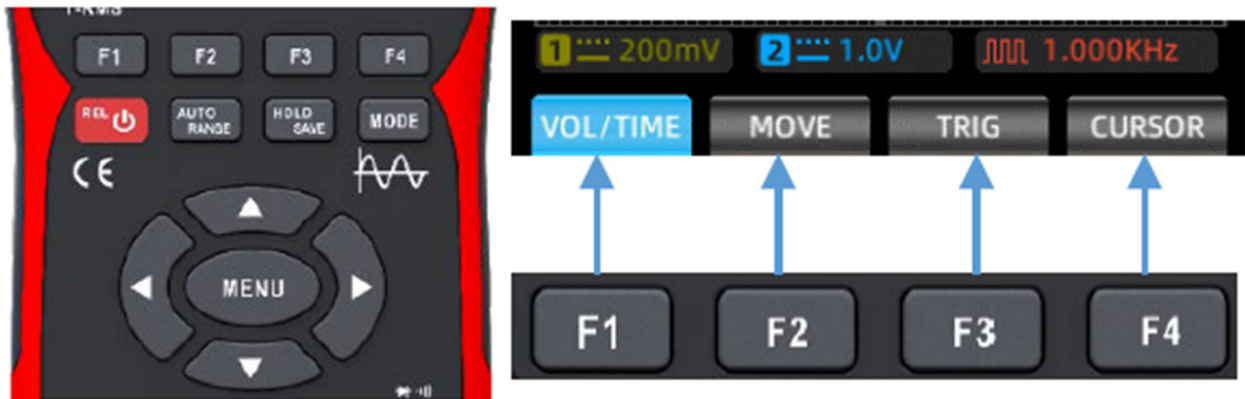 T-RMS
F1 F2 F3 F4
REL AUTO RANGE HOLD SAVE MODE
CE
MENU
1 200mV 2 1.0V 1.000KHz
VOL/TIME MOVE TRIG CURSOR
F1 F2 F3 F4